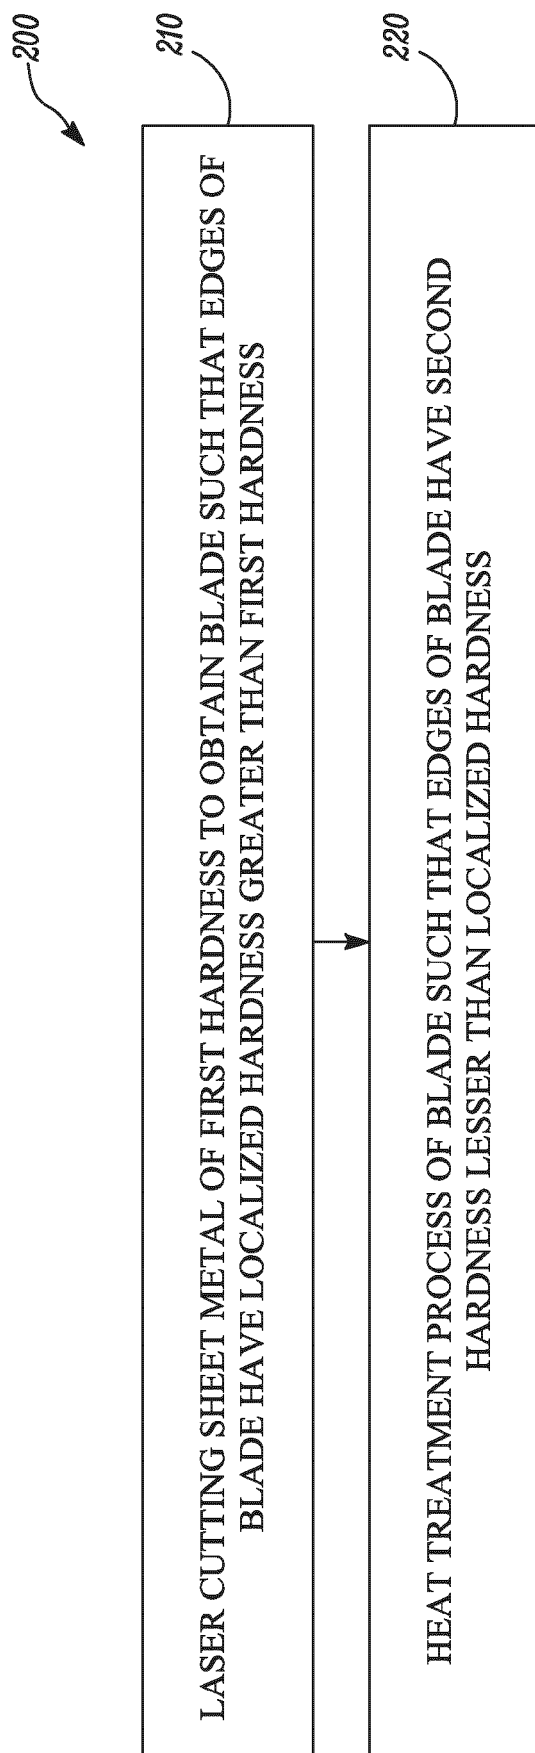 200
210
LASER CUTTING SHEET METAL OF FIRST HARDNESS TO OBTAIN BLADE SUCH THAT EDGES OF
BLADE HAVE LOCALIZED HARDNESS GREATER THAN FIRST HARDNESS
220
HEAT TREATMENT PROCESS OF BLADE SUCH THAT EDGES OF BLADE HAVE SECOND
HARDNESS LESSER THAN LOCALIZED HARDNESS